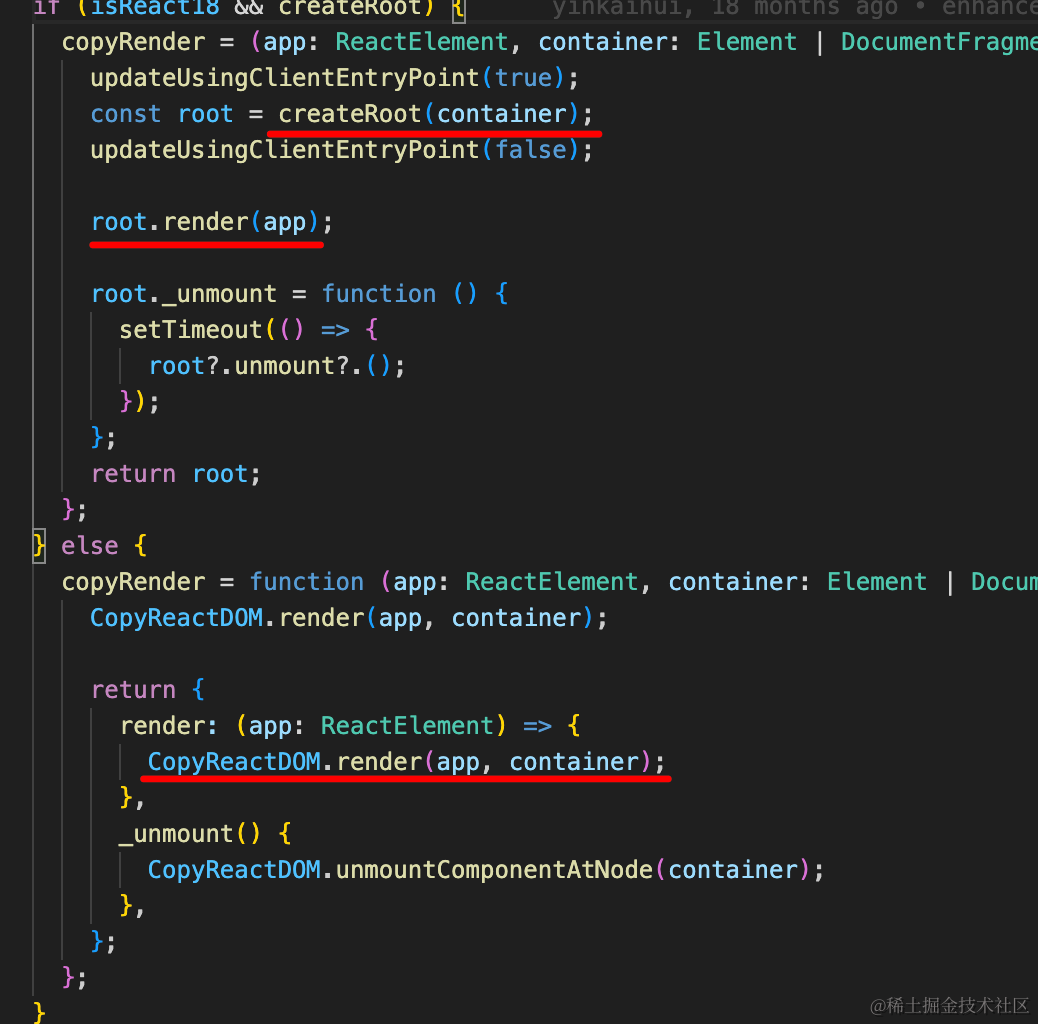 if (isReact18 && createRoot) { yinkaihui, 18 months ago • enhance
copyRender = (app: ReactElement, container: Element | DocumentFragme
updateUsingClientEntryPoint(true);
const root = createRoot(container);
updateUsingClientEntryPoint(false);
root.render(app);
root._unmount = function () {
setTimeout(() => {
root?.unmount?.();
});
};
return root;
};
} else {
copyRender = function (app: ReactElement, container: Element | Docum
CopyReactDOM.render(app, container);
return {
render: (app: ReactElement) => {
CopyReactDOM.render(app, container);
},
_unmount() {
CopyReactDOM.unmountComponentAtNode(container);
},
};
};
}
@稀土掘金技术社区